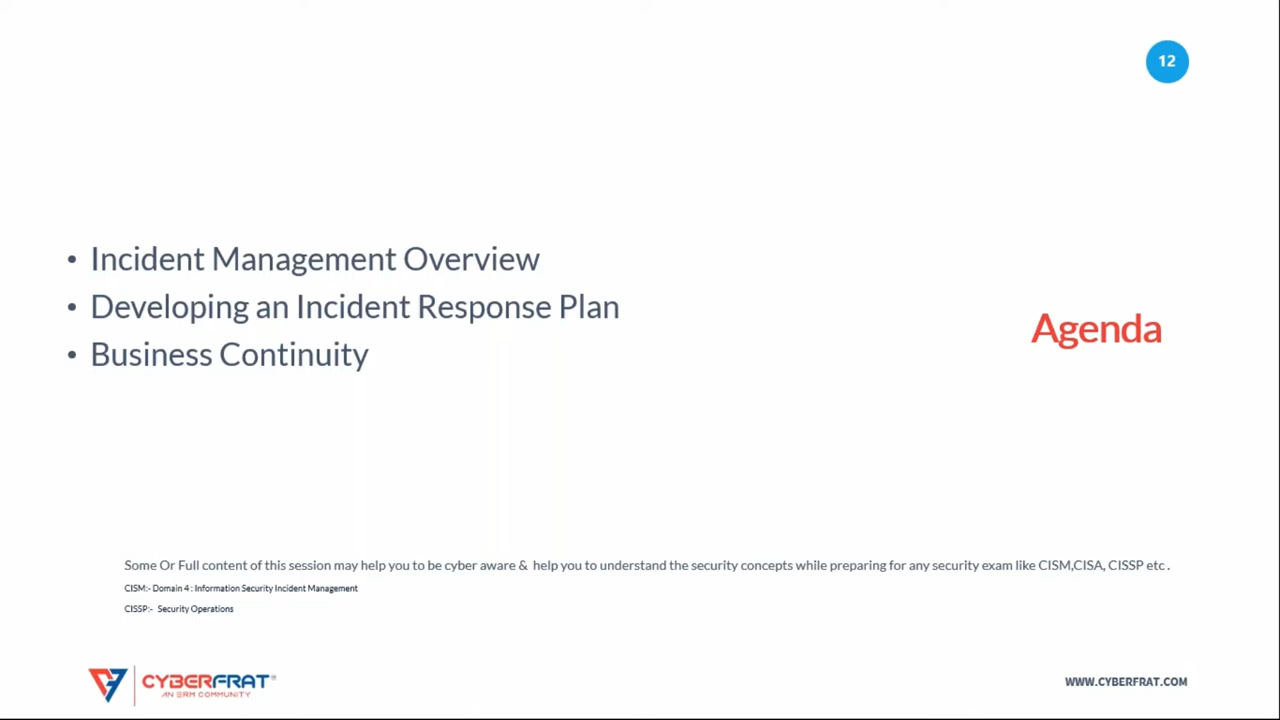 12
• Incident Management Overview
• Developing an Incident Response Plan
• Business Continuity
Agenda
Some Or Full content of this session may help you to be cyber aware & help you to understand the security concepts while preparing for any security exam like CISM,CISA, CISSP etc .
CISM:- Domain 4 : Information Security Incident Management
CISSP:- Security Operations
CYBERFRAT®
AN ERM COMMUNITY
WWW.CYBERFRAT.COM